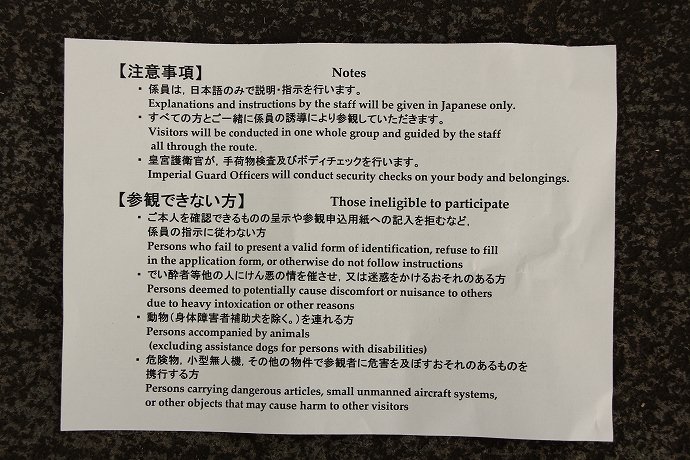 【注意事項】 Notes
・ 係員は，日本語のみで説明・指示を行います。
Explanations and instructions by the staff will be given in Japanese only.
・ すべての方とご一緒に係員の誘導により参観していただきます。
Visitors will be conducted in one whole group and guided by the staff
all through the route.
・ 皇宮護衛官が，手荷物検査及びボディチェックを行います。
Imperial Guard Officers will conduct security checks on your body and belongings.
【参観できない方】 Those ineligible to participate
・ ご本人を確認できるものの呈示や参観申込用紙への記入を拒むなど，
係員の指示に従わない方
Persons who fail to present a valid form of identification, refuse to fill
in the application form, or otherwise do not follow instructions
・ でい酔者等他の人にけん悪の情を催させ，又は迷惑をかけるおそれのある方
Persons deemed to potentially cause discomfort or nuisance to others
due to heavy intoxication or other reasons
・ 動物（身体障害者補助犬を除く。）を連れる方
Persons accompanied by animals
(excluding assistance dogs for persons with disabilities)
・ 危険物，小型無人機，その他の物件で参観者に危害を及ぼすおそれのあるものを
携行する方
Persons carrying dangerous articles, small unmanned aircraft systems,
or other objects that may cause harm to other visitors